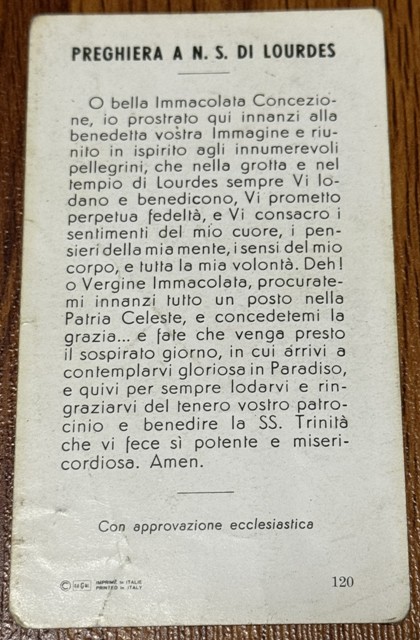 PREGHIERA A N. S. DI LOURDES
O bella Immacolata Concezio-
ne, io prostrato qui innanzi alla
benedetta vostra Immagine e riu-
nito in ispirito agli innumerevoli
pellegrini, che nella grotta e nel
tempio di Lourdes sempre Vi lo-
dano e benedicono, Vi prometto
perpetua fedeltà, e Vi consacro i
sentimenti del mio cuore, i pen-
sieri della mia mente, i sensi del mio
corpo, e tutta la mia volontà. Deh!
o Vergine Immacolata, procurate-
mi innanzi tutto un posto nella
Patria Celeste, e concedetemi la
grazia... e fate che venga presto
il sospirato giorno, in cui arrivi a
contemplarvi gloriosa in Paradiso,
e quivi per sempre lodarvi e rin-
graziarvi del tenero vostro patro-
cinio e benedire la SS. Trinità
che vi fece sì potente e miseri-
cordiosa. Amen.
Con approvazione ecclesiastica
IMPRIMÉ en ITALIE
PRINTED in ITALY
120